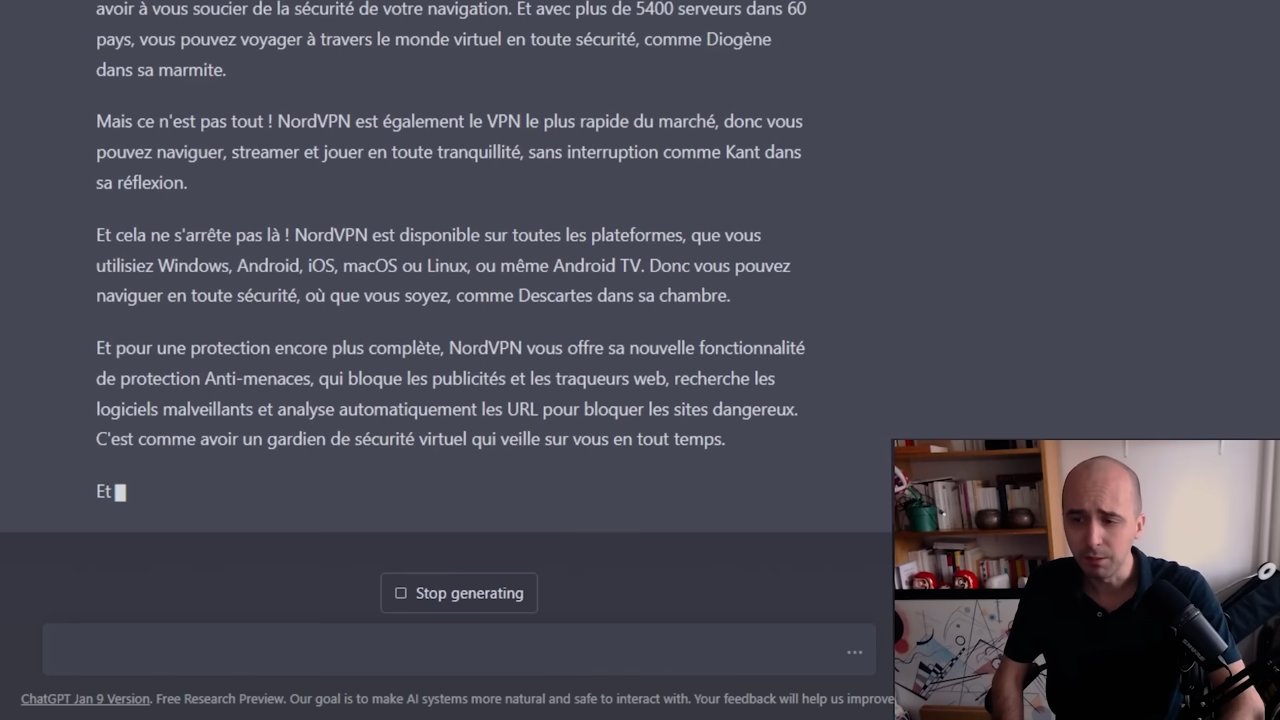 avoir à vous soucier de la sécurité de votre navigation. Et avec plus de 5400 serveurs dans 60
pays, vous pouvez voyager à travers le monde virtuel en toute sécurité, comme Diogène
dans sa marmite.
Mais ce n'est pas tout ! NordVPN est également le VPN le plus rapide du marché, donc vous
pouvez naviguer, streamer et jouer en toute tranquillité, sans interruption comme Kant dans
sa réflexion.
Et cela ne s'arrête pas là ! NordVPN est disponible sur toutes les plateformes, que vous
utilisiez Windows, Android, iOS, macOS ou Linux, ou même Android TV. Donc vous pouvez
naviguer en toute sécurité, où que vous soyez, comme Descartes dans sa chambre.
Et pour une protection encore plus complète, NordVPN vous offre sa nouvelle fonctionnalité
de protection Anti-menaces, qui bloque les publicités et les traqueurs web, recherche les
logiciels malveillants et analyse automatiquement les URL pour bloquer les sites dangereux.
C'est comme avoir un gardien de sécurité virtuel qui veille sur vous en tout temps.
Et
Stop generating
ChatGPT Jan 9 Version. Free Research Preview. Our goal is to make AI systems more natural and safe to interact with. Your feedback will help us improve